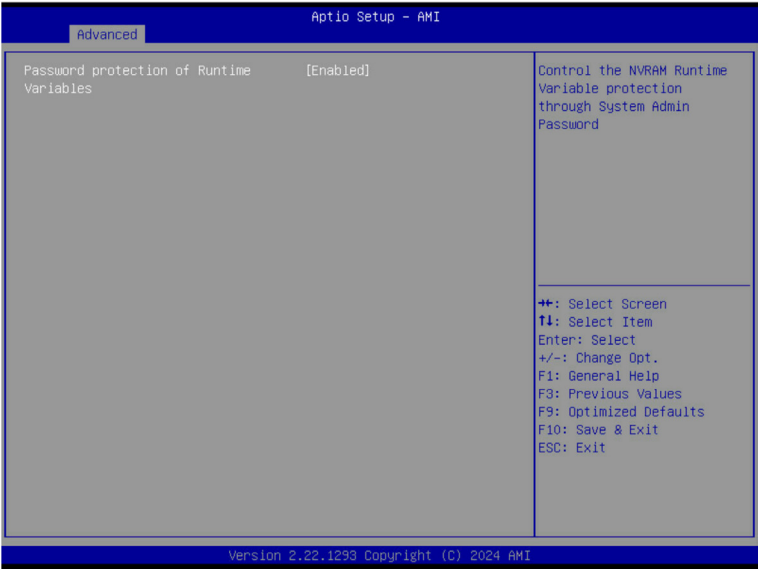 Aptio Setup – AMI
Advanced
Password protection of Runtime [Enabled]
Variables
Control the NVRAM Runtime
Variable protection
through System Admin
Password
→←: Select Screen
↑↓: Select Item
Enter: Select
+/-: Change Opt.
F1: General Help
F3: Previous Values
F9: Optimized Defaults
F10: Save & Exit
ESC: Exit
Version 2.22.1293 Copyright (C) 2024 AMI